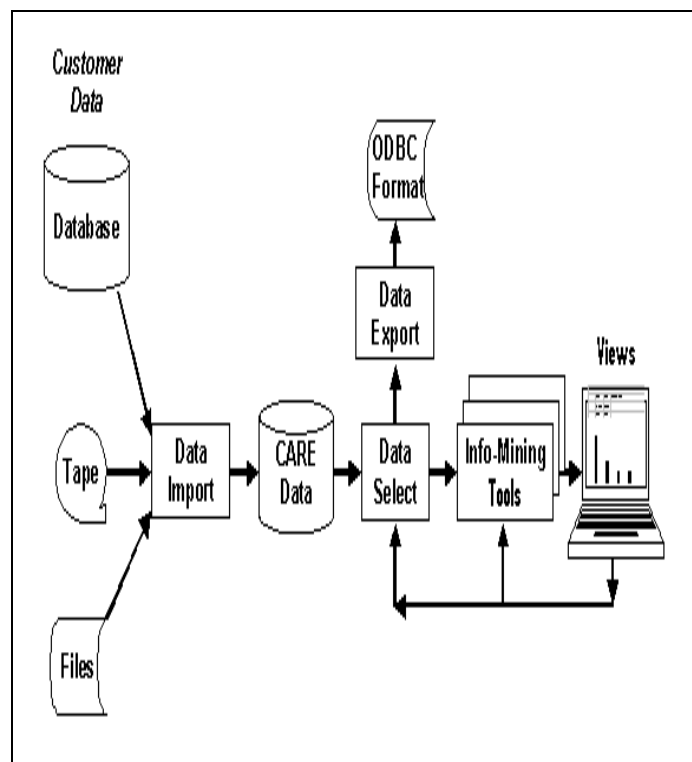 Customer
Data
Database
Tape
Files
Data
Import
CARE
Data
Data
Select
Data
Export
ODBC
Format
Info-Mining
Tools
Views